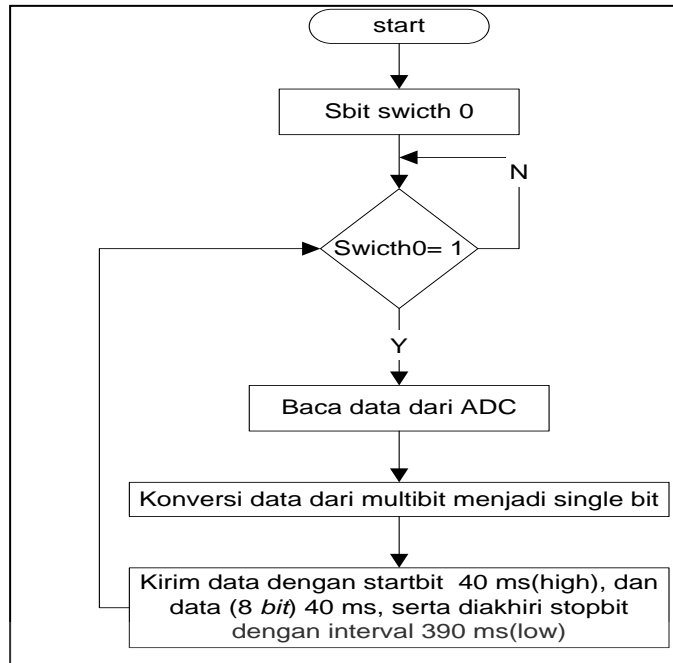 start
Sbit swicth 0
N
Swicth0= 1
Y
Baca data dari ADC
Konversi data dari multibit menjadi single bit
Kirim data dengan startbit 40 ms(high), dan
data (8 bit) 40 ms, serta diakhiri stopbit
dengan interval 390 ms(low)